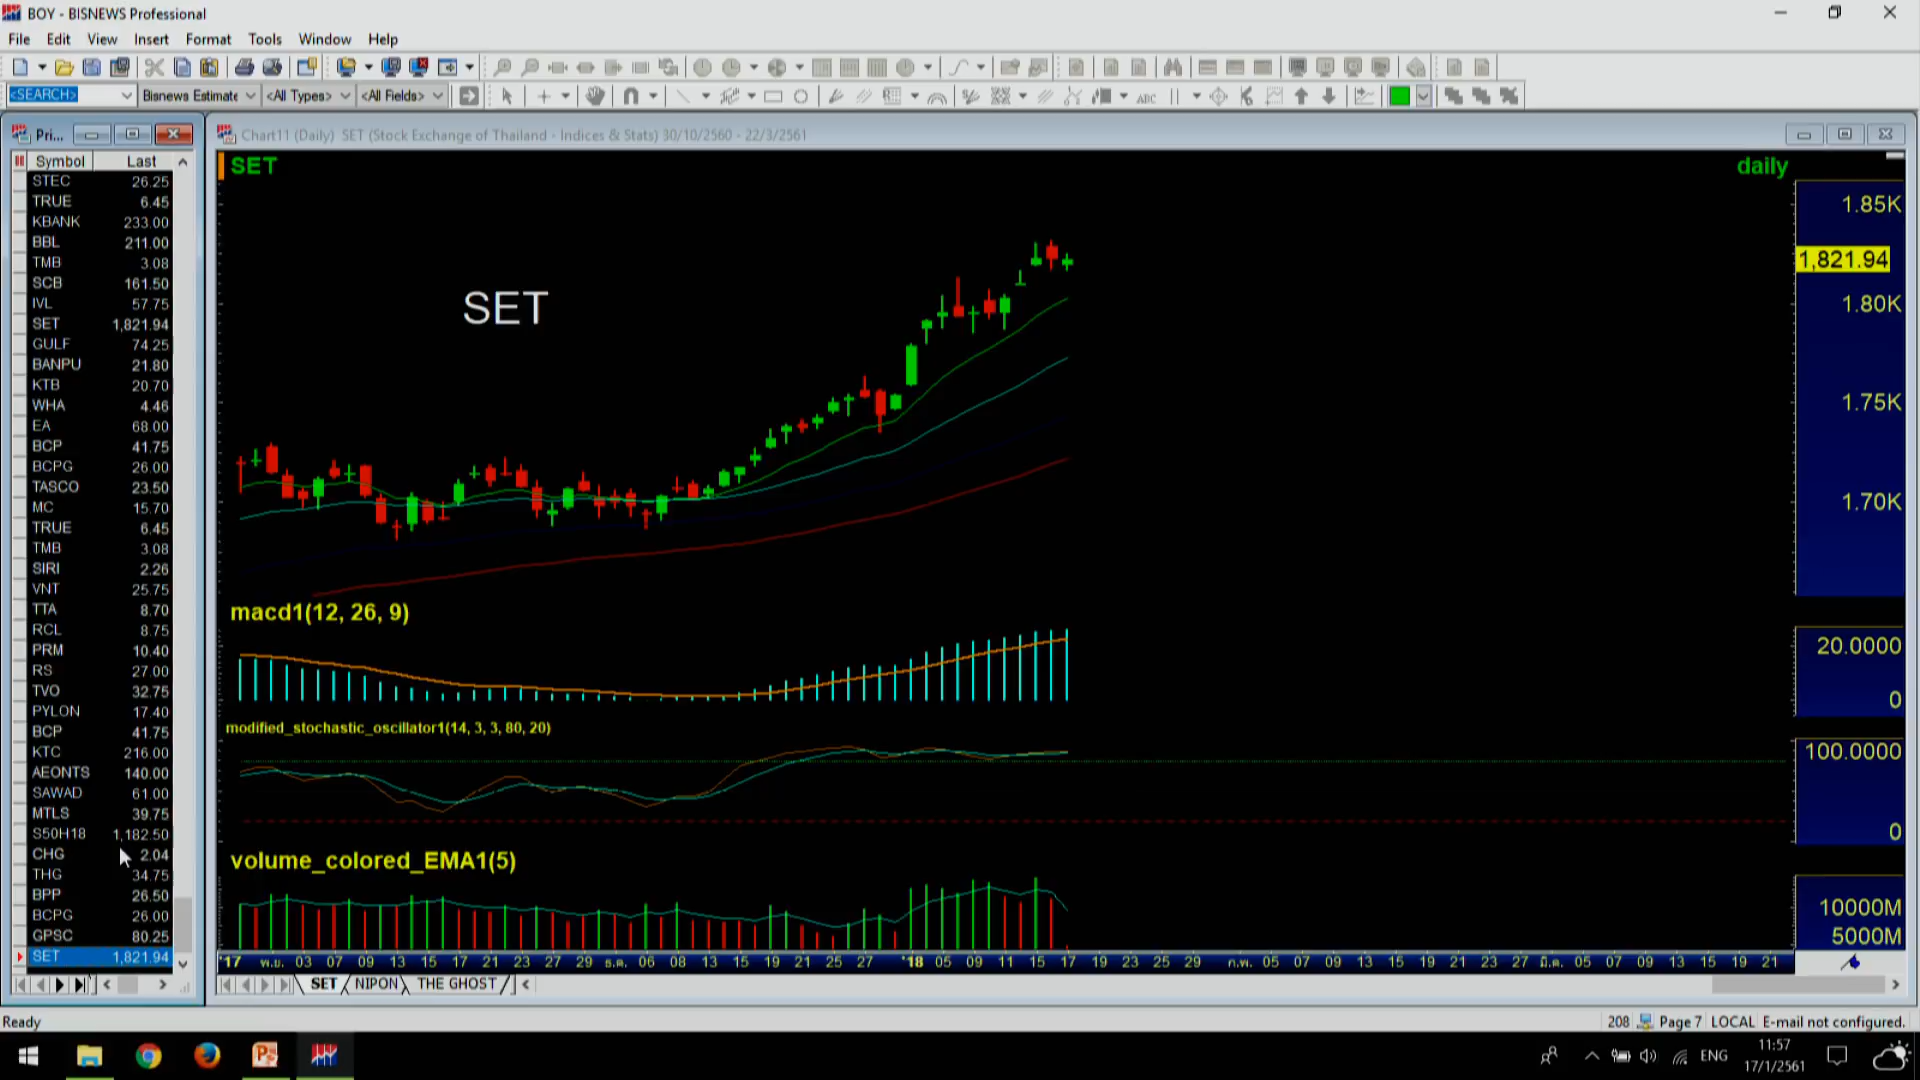 BOY - BISNEWS Professional
File Edit View Insert Format Tools Window Help
<SEARCH> Bisnews Estimate <All Types> <All Fields> ABC
Pri... Chart11 (Daily) SET (Stock Exchange of Thailand - Indices & Stats) 30/10/2560 - 22/3/2561
Symbol Last
STEC 26.25
TRUE 6.45
KBANK 233.00
BBL 211.00
TMB 3.08
SCB 161.50
IVL 57.75
SET 1,821.94
GULF 74.25
BANPU 21.80
KTB 20.70
WHA 4.46
EA 68.00
BCP 41.75
BCPG 26.00
TASCO 23.50
MC 15.70
TRUE 6.45
TMB 3.08
SIRI 2.26
VNT 25.75
TTA 8.70
RCL 8.75
PRM 10.40
RS 27.00
TVO 32.75
PYLON 17.40
BCP 41.75
KTC 216.00
AEONTS 140.00
SAWAD 61.00
MTLS 39.75
S50H18 1,182.50
CHG 2.04
THG 34.75
BPP 26.50
BCPG 26.00
GPSC 80.25
SET 1,821.94
SET daily
SET
1.85K
1,821.94
1.80K
1.75K
1.70K
macd1(12, 26, 9)
20.0000
0
modified_stochastic_oscillator1(14, 3, 3, 80, 20)
100.0000
0
volume_colored_EMA1(5)
10000M
5000M
'17 พ.ย. 03 07 09 13 15 17 21 23 27 29 ธ.ค. 06 08 13 15 19 21 25 27 '18 05 09 11 15 17 19 23 25 29 ก.พ. 05 07 09 13 15 19 21 23 27 มี.ค. 05 07 09 13 15 19 21
SET NIPON THE GHOST
Ready 208 Page 7 LOCAL E-mail not configured.
ENG 11:57
17/1/2561